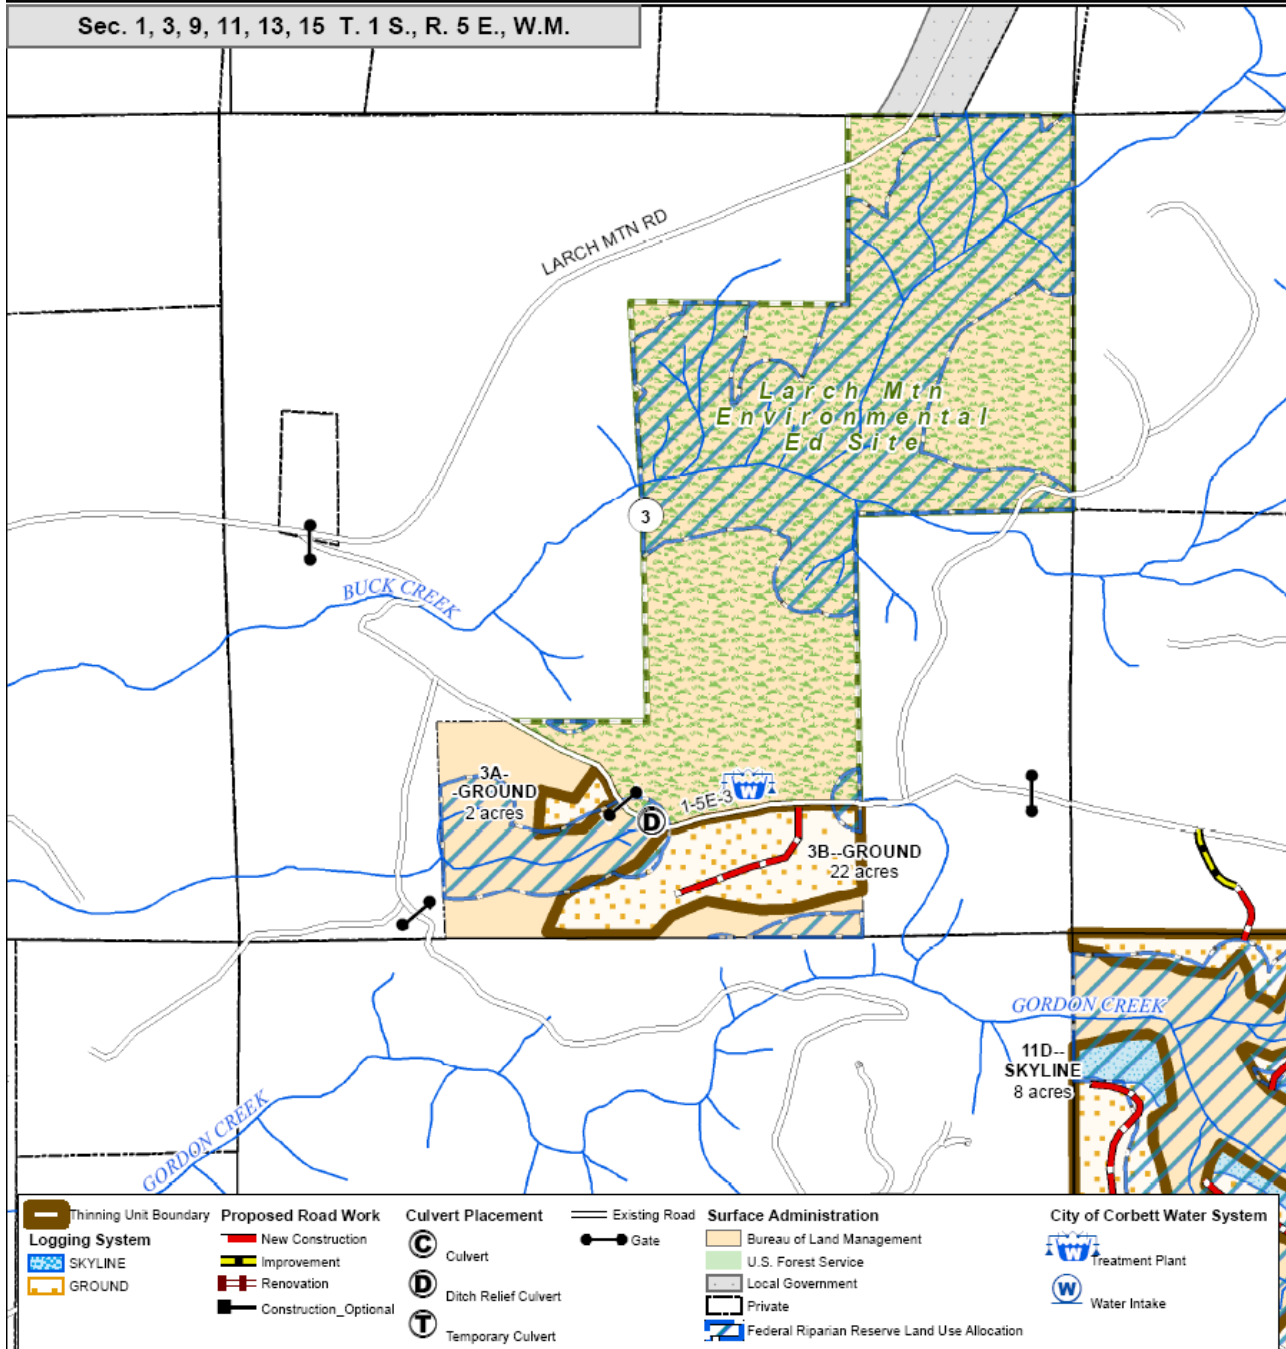 Sec. 1, 3, 9, 11, 13, 15 T. 1 S., R. 5 E., W.M.
LARCH MTN RD
Larch Mtn
Environmental
Ed Site
3
BUCK CREEK
3A-
-GROUND
2 acres
W
1-5E-3
D
3B--GROUND
22 acres
GORDON CREEK
11D--
SKYLINE
8 acres
GORDON CREEK
Thinning Unit Boundary
Logging System
SKYLINE
GROUND
Proposed Road Work
New Construction
Improvement
Renovation
Construction_Optional
Culvert Placement
C Culvert
D Ditch Relief Culvert
T Temporary Culvert
Existing Road
Gate
Surface Administration
Bureau of Land Management
U.S. Forest Service
Local Government
Private
Federal Riparian Reserve Land Use Allocation
City of Corbett Water System
W Treatment Plant
W Water Intake